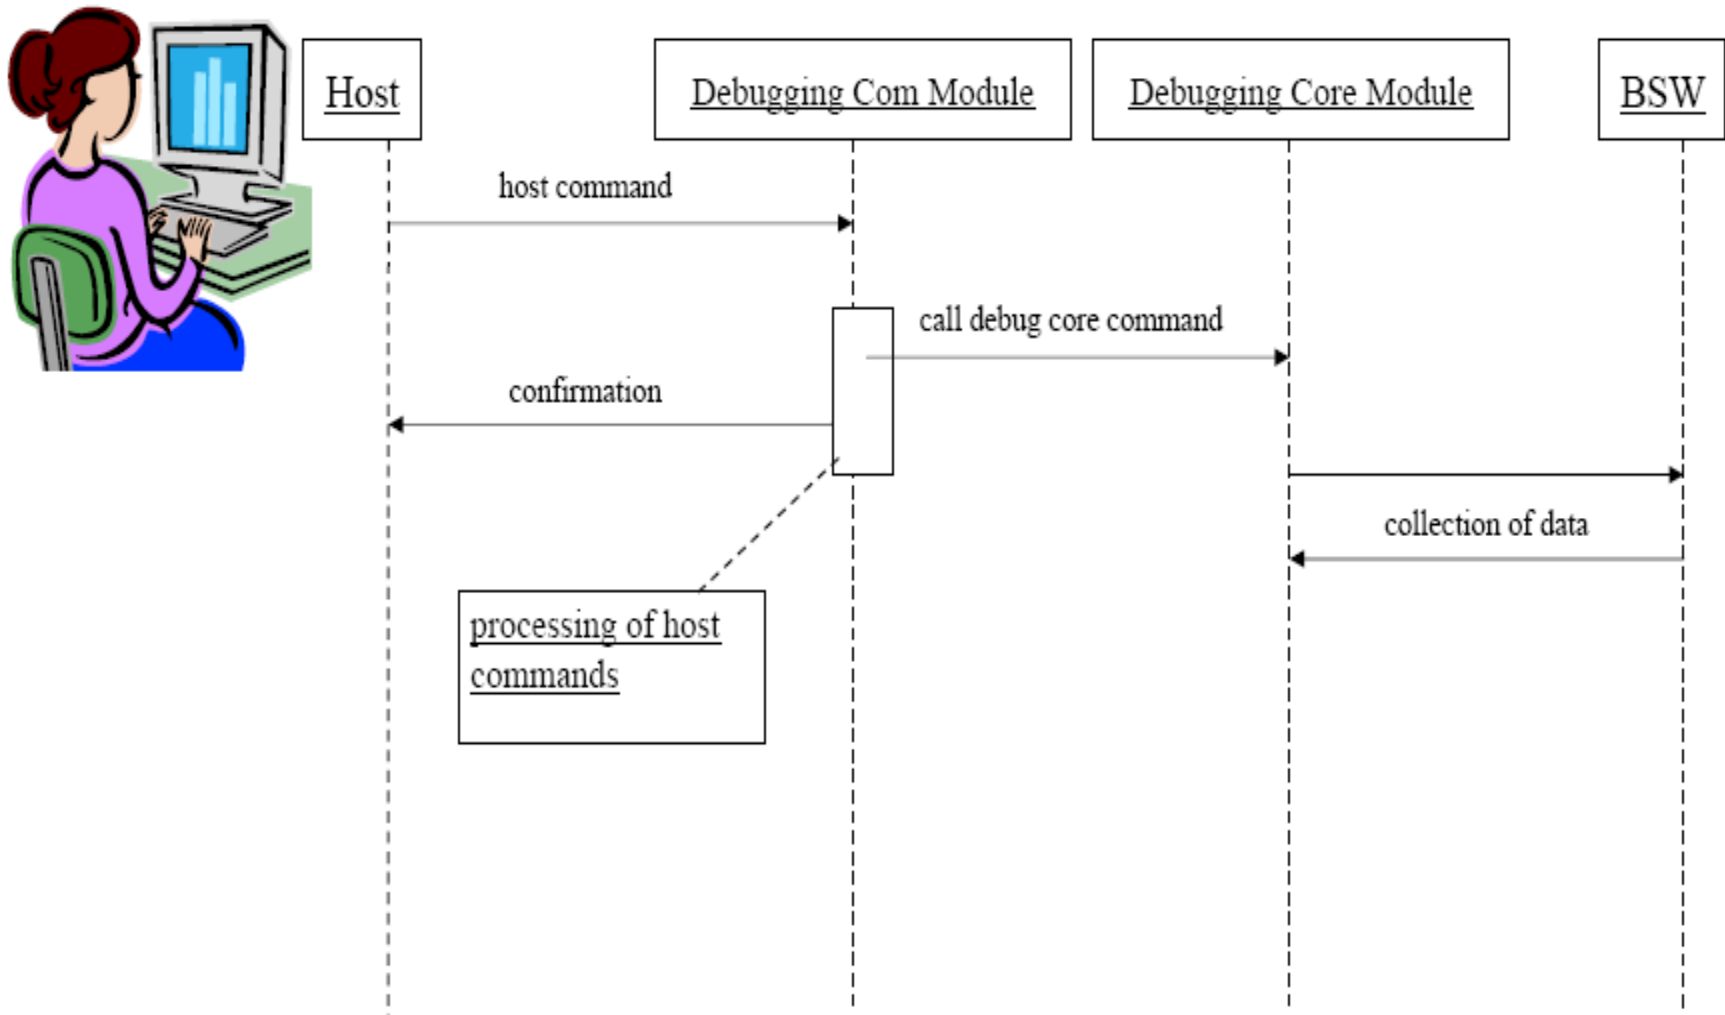 Host
Debugging Com Module
Debugging Core Module
BSW
host command
call debug core command
confirmation
collection of data
processing of host
commands